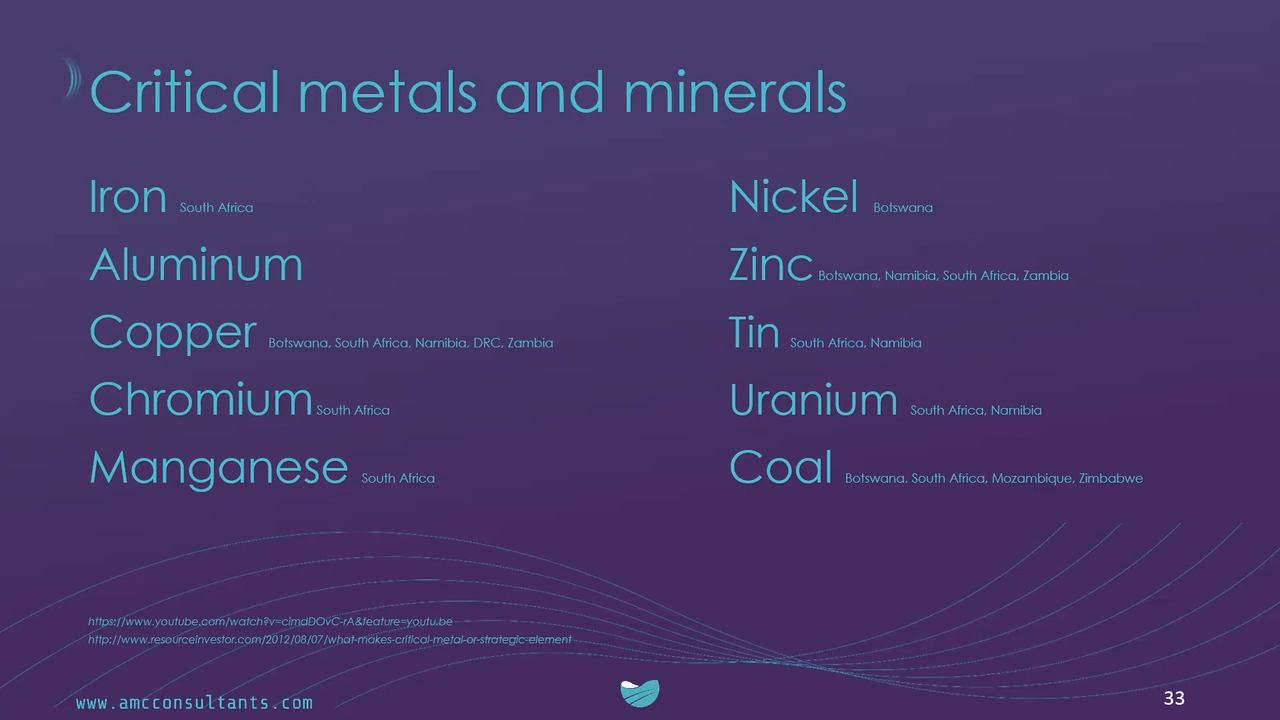 Critical metals and minerals
Iron South Africa
Aluminum
Copper Botswana, South Africa, Namibia, DRC, Zambia
Chromium South Africa
Manganese South Africa
Nickel Botswana
Zinc Botswana, Namibia, South Africa, Zambia
Tin South Africa, Namibia
Uranium South Africa, Namibia
Coal Botswana, South Africa, Mozambique, Zimbabwe
https://www.youtube.com/watch?v=cimdDOvC-rA&feature=youtu.be
http://www.resourceinvestor.com/2012/08/07/what-makes-critical-metal-or-strategic-element
www.amcconsultants.com
33